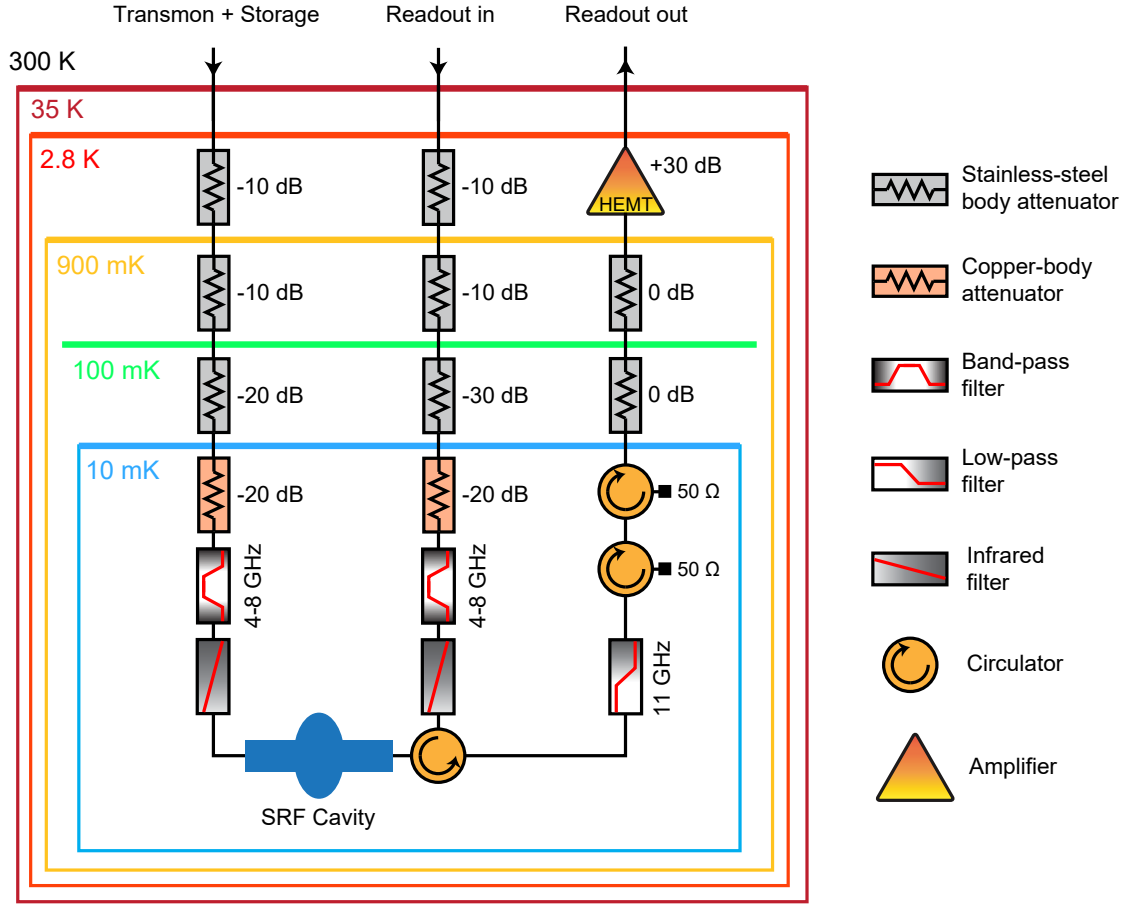 Transmon + Storage
Readout in
Readout out
300 K
35 K
2.8 K
-10 dB
-10 dB
+30 dB
HEMT
900 mK
-10 dB
-10 dB
0 dB
100 mK
-20 dB
-30 dB
0 dB
10 mK
-20 dB
-20 dB
50 Ω
50 Ω
4-8 GHz
4-8 GHz
11 GHz
SRF Cavity
Stainless-steel
body attenuator
Copper-body
attenuator
Band-pass
filter
Low-pass
filter
Infrared
filter
Circulator
Amplifier